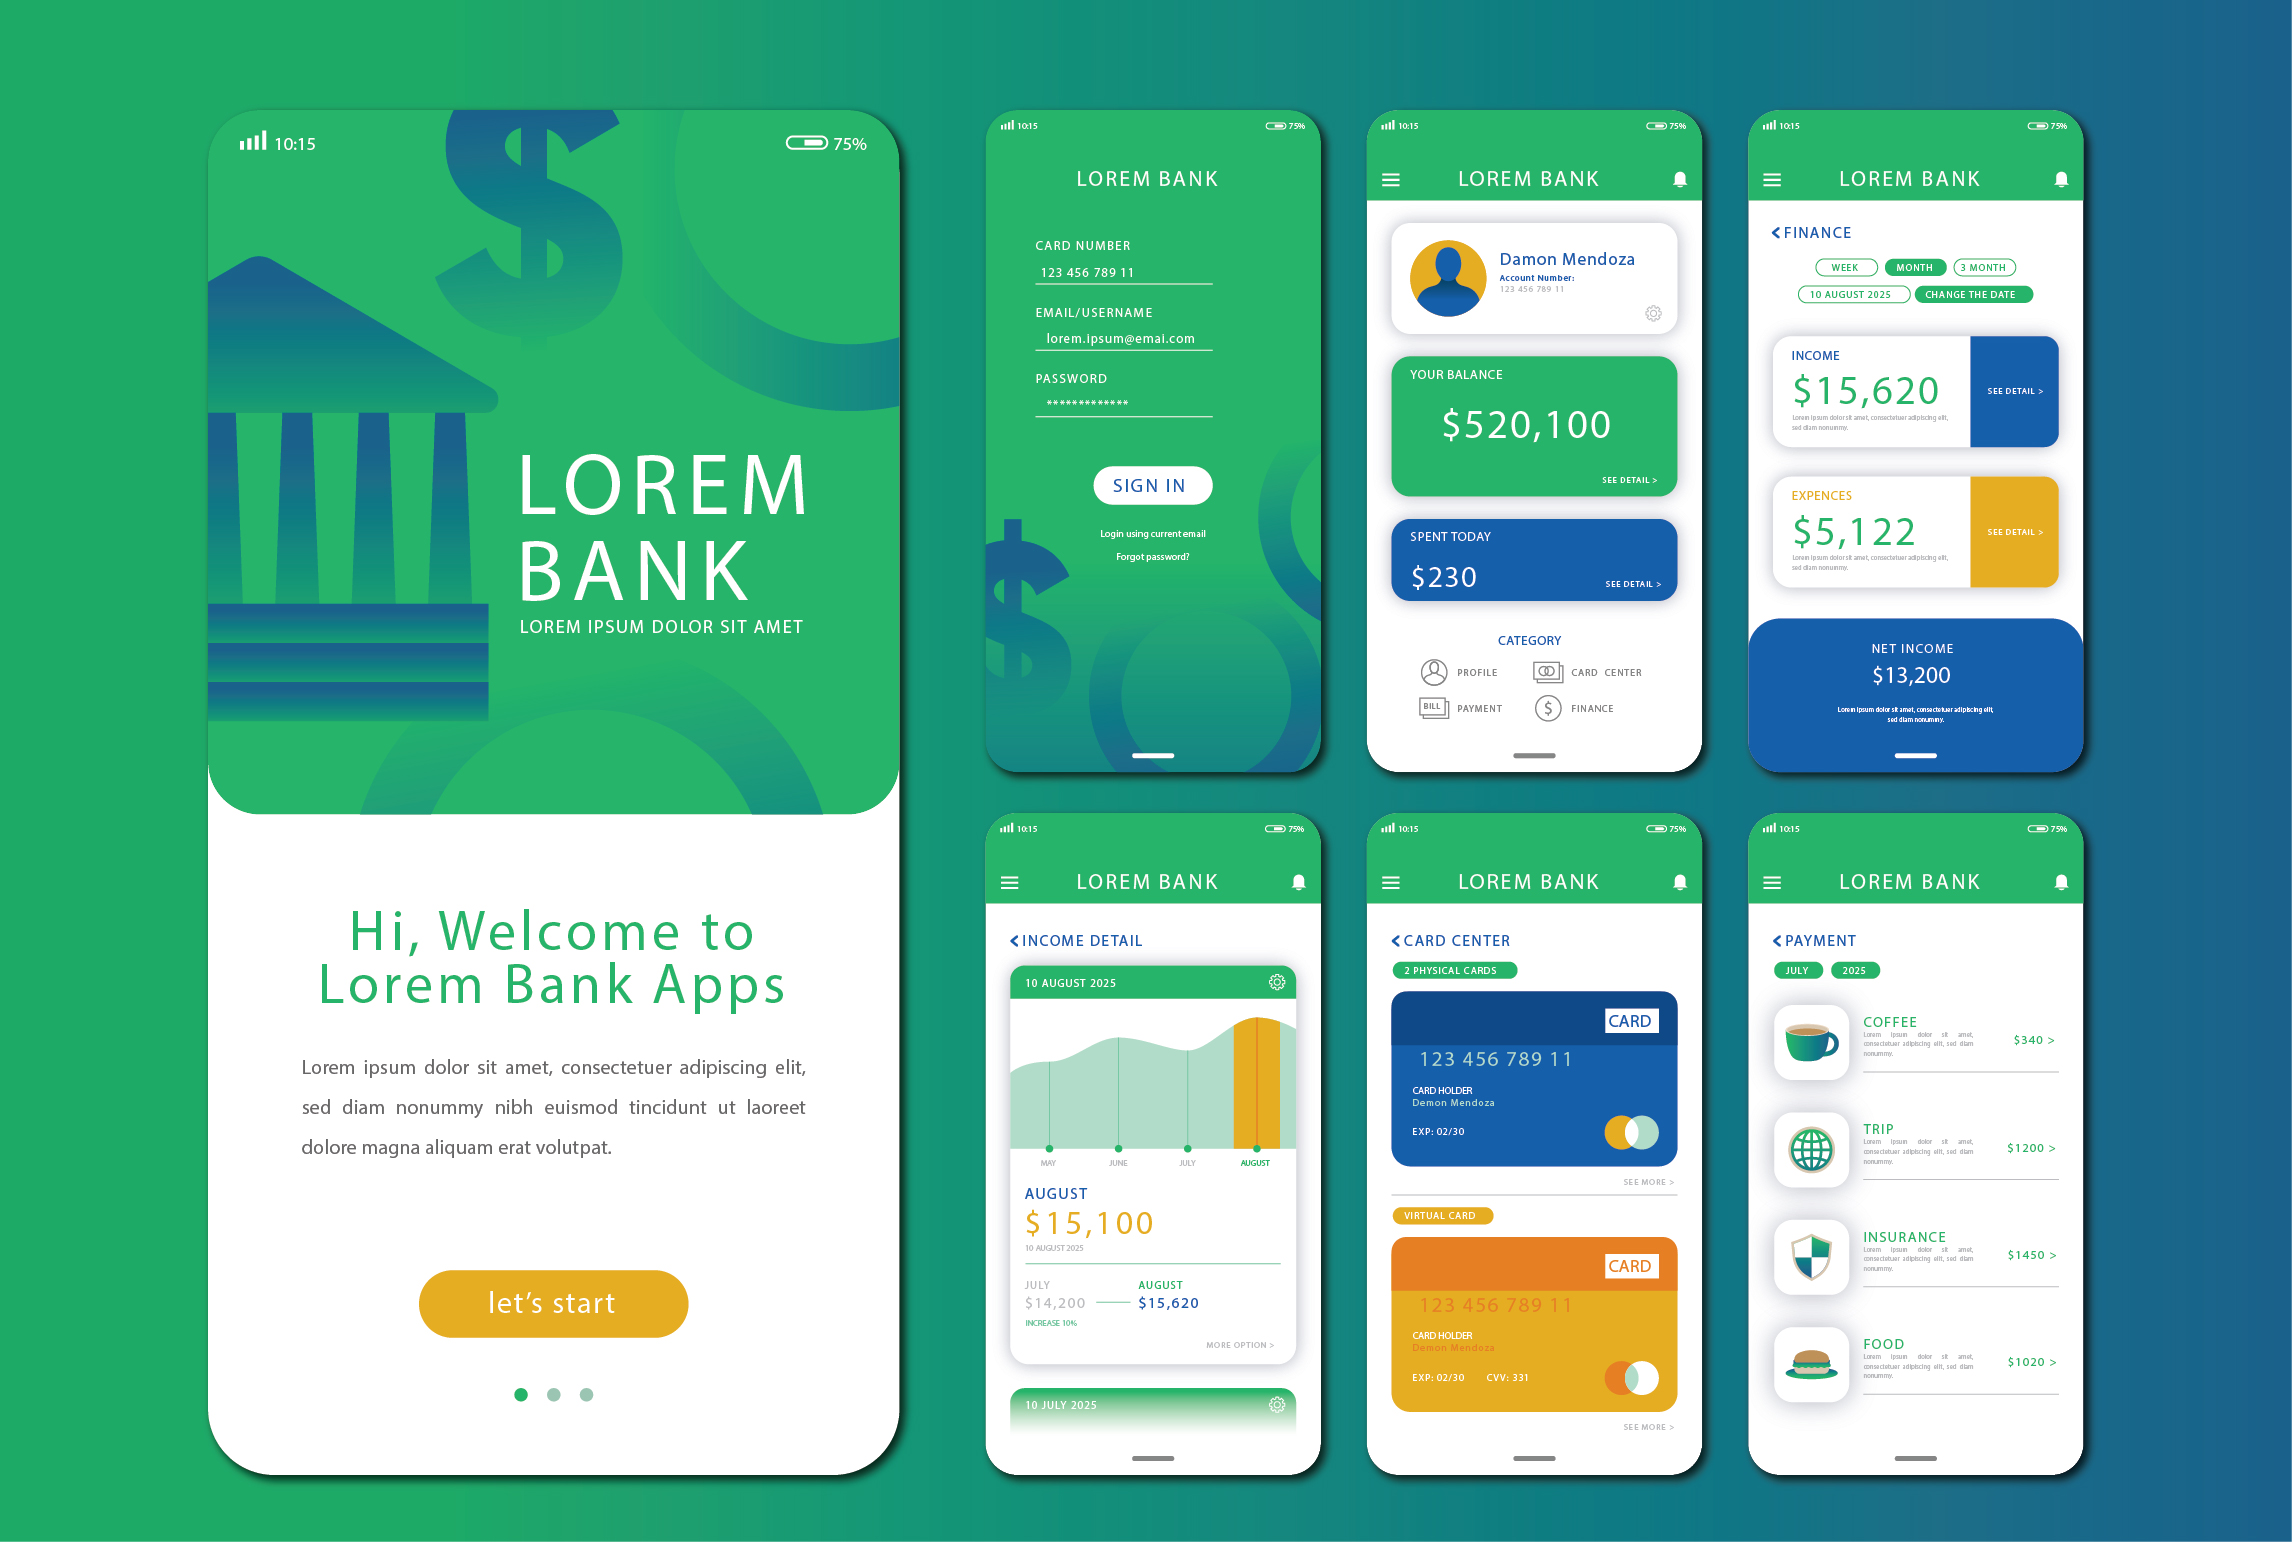 10:15
75%
LOREM
BANK
LOREM IPSUM DOLOR SIT AMET
Hi, Welcome to
Lorem Bank Apps
Lorem ipsum dolor sit amet, consectetuer adipiscing elit,
sed diam nonummy nibh euismod tincidunt ut laoreet
dolore magna aliquam erat volutpat.
let's start
10:15
75%
LOREM BANK
CARD NUMBER
123 456 789 11
EMAIL/USERNAME
lorem.ipsum@emai.com
PASSWORD
*************
SIGN IN
Login using current email
Forgot password?
10:15
75%
LOREM BANK
Damon Mendoza
Account Number:
123 456 789 11
YOUR BALANCE
$520,100
SEE DETAIL >
SPENT TODAY
$230
SEE DETAIL >
CATEGORY
PROFILE
CARD CENTER
BILL
PAYMENT
$
FINANCE
10:15
75%
LOREM BANK
< FINANCE
WEEK
MONTH
3 MONTH
10 AUGUST 2025
CHANGE THE DATE
INCOME
$15,620
Lorem ipsum dolor sit amet, consectetuer adipiscing elit,
sed diam nonummy.
SEE DETAIL >
EXPENCES
$5,122
Lorem ipsum dolor sit amet, consectetuer adipiscing elit,
sed diam nonummy.
SEE DETAIL >
NET INCOME
$13,200
Lorem ipsum dolor sit amet, consectetuer adipiscing elit,
sed diam nonummy.
10:15
75%
LOREM BANK
< INCOME DETAIL
10 AUGUST 2025
MAY
JUNE
JULY
AUGUST
AUGUST
$15,100
10 AUGUST 2025
JULY
AUGUST
$14,200
$15,620
INCREASE 10%
MORE OPTION >
10 JULY 2025
10:15
75%
LOREM BANK
< CARD CENTER
2 PHYSICAL CARDS
CARD
123 456 789 11
CARD HOLDER
Demon Mendoza
EXP: 02/30
SEE MORE >
VIRTUAL CARD
CARD
123 456 789 11
CARD HOLDER
Demon Mendoza
EXP: 02/30
CVV: 331
SEE MORE >
10:15
75%
LOREM BANK
< PAYMENT
JULY
2025
COFFEE
Lorem ipsum dolor sit amet,
consectetuer adipiscing elit, sed diam
nonummy.
$340 >
TRIP
Lorem ipsum dolor sit amet,
consectetuer adipiscing elit, sed diam
nonummy.
$1200 >
INSURANCE
Lorem ipsum dolor sit amet,
consectetuer adipiscing elit, sed diam
nonummy.
$1450 >
FOOD
Lorem ipsum dolor sit amet,
consectetuer adipiscing elit, sed diam
nonummy.
$1020 >